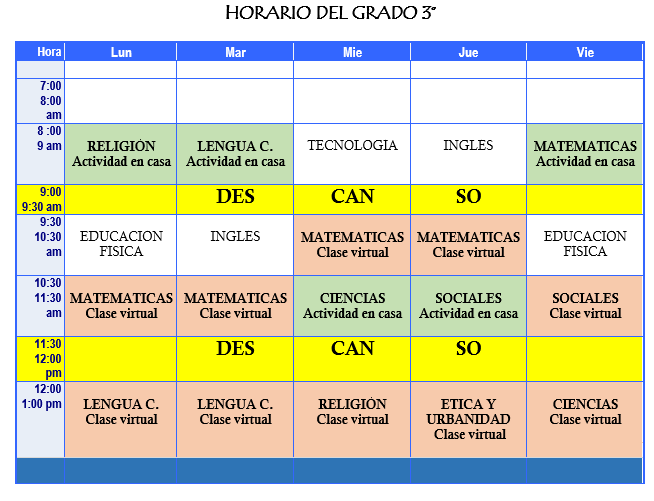 HORARIO DEL GRADO 3°
Hora Lun Mar Mie Jue Vie
7:00
8:00
am
8 :00
9 am
RELIGIÓN
Actividad en casa
LENGUA C.
Actividad en casa
TECNOLOGIA
INGLES
MATEMATICAS
Actividad en casa
9:00
9:30 am
DES CAN SO
9:30
10:30
am
EDUCACION
FISICA
INGLES
MATEMATICAS
Clase virtual
MATEMATICAS
Clase virtual
EDUCACION
FISICA
10:30
11:30
am
MATEMATICAS
Clase virtual
MATEMATICAS
Clase virtual
CIENCIAS
Actividad en casa
SOCIALES
Actividad en casa
SOCIALES
Clase virtual
11:30
12:00
pm
DES CAN SO
12:00
1:00 pm
LENGUA C.
Clase virtual
LENGUA C.
Clase virtual
RELIGIÓN
Clase virtual
ETICA Y
URBANIDAD
Clase virtual
CIENCIAS
Clase virtual